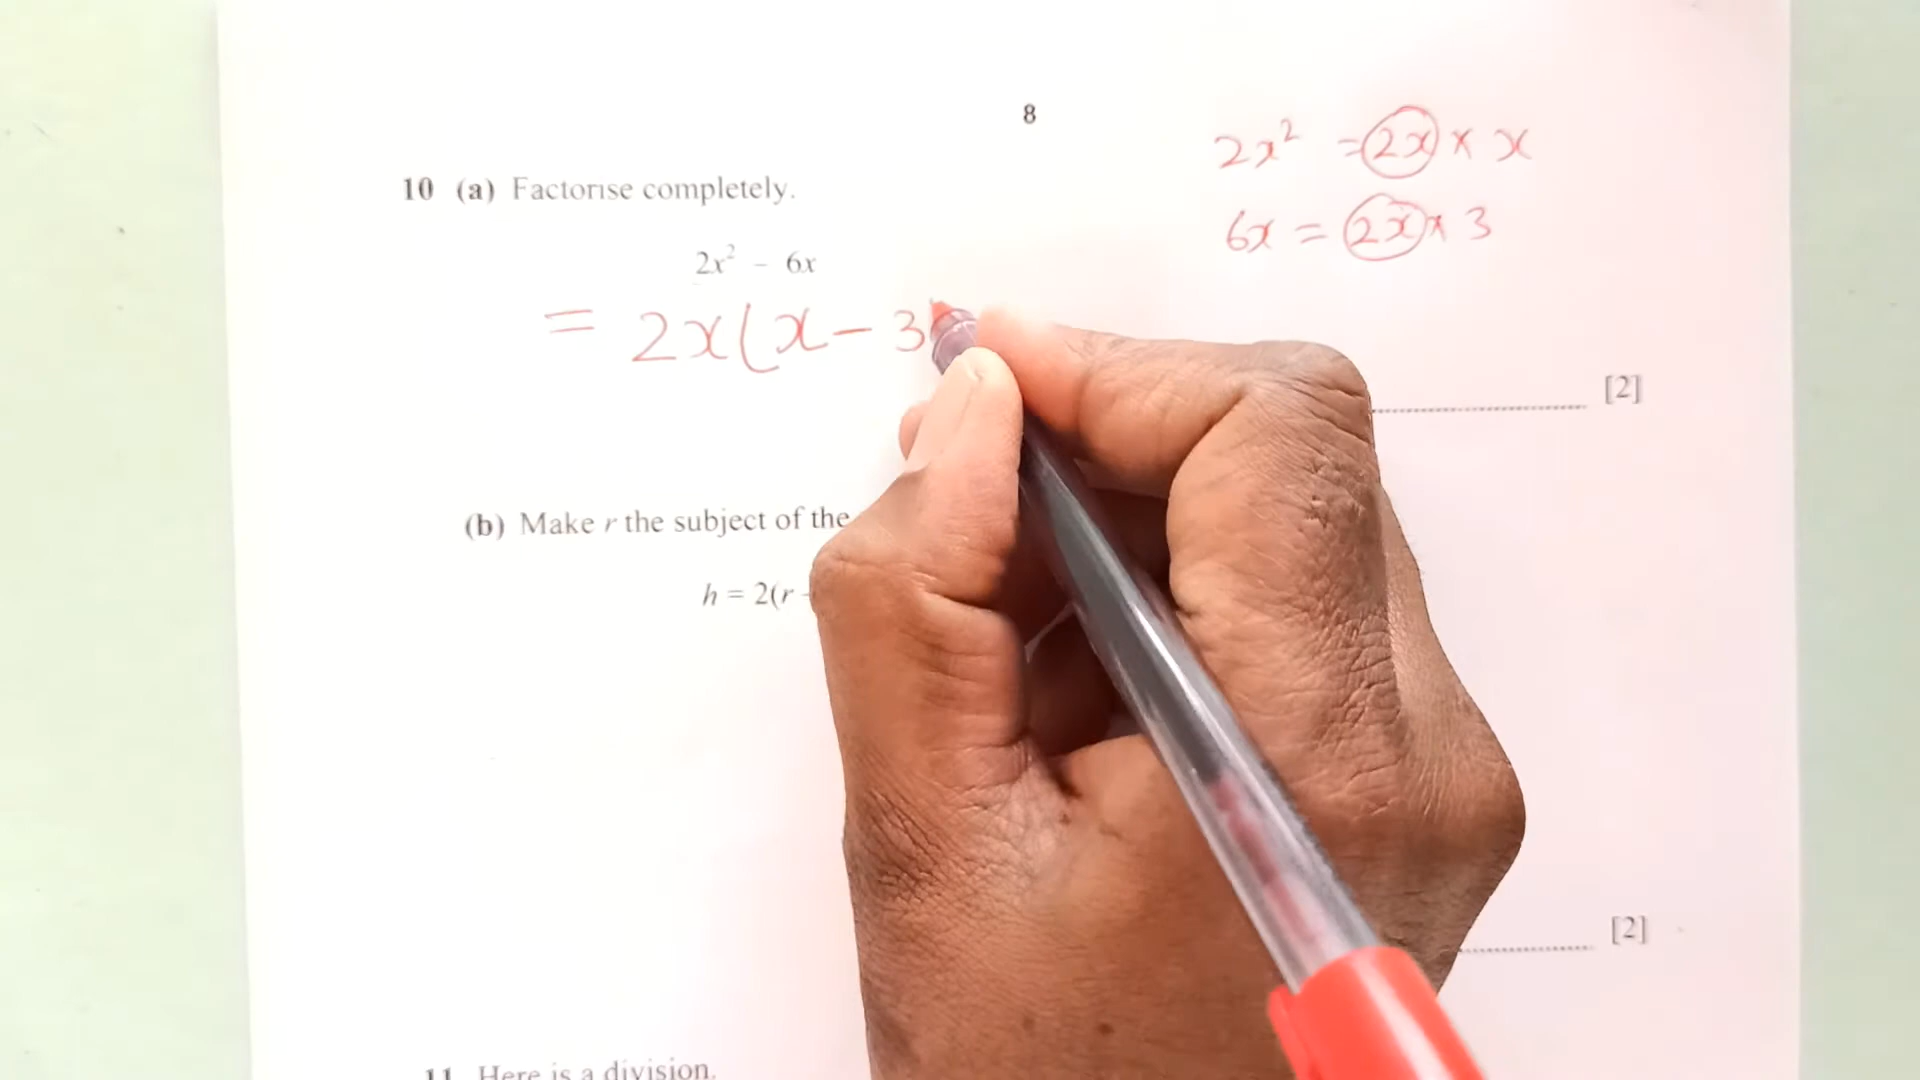 8
10 (a) Factorise completely.
2x² – 6x
= 2x(x – 3
2x² = 2x × x
6x = 2x × 3
[2]
(b) Make r the subject of the
h = 2(r -
[2]
11 Here is a division.